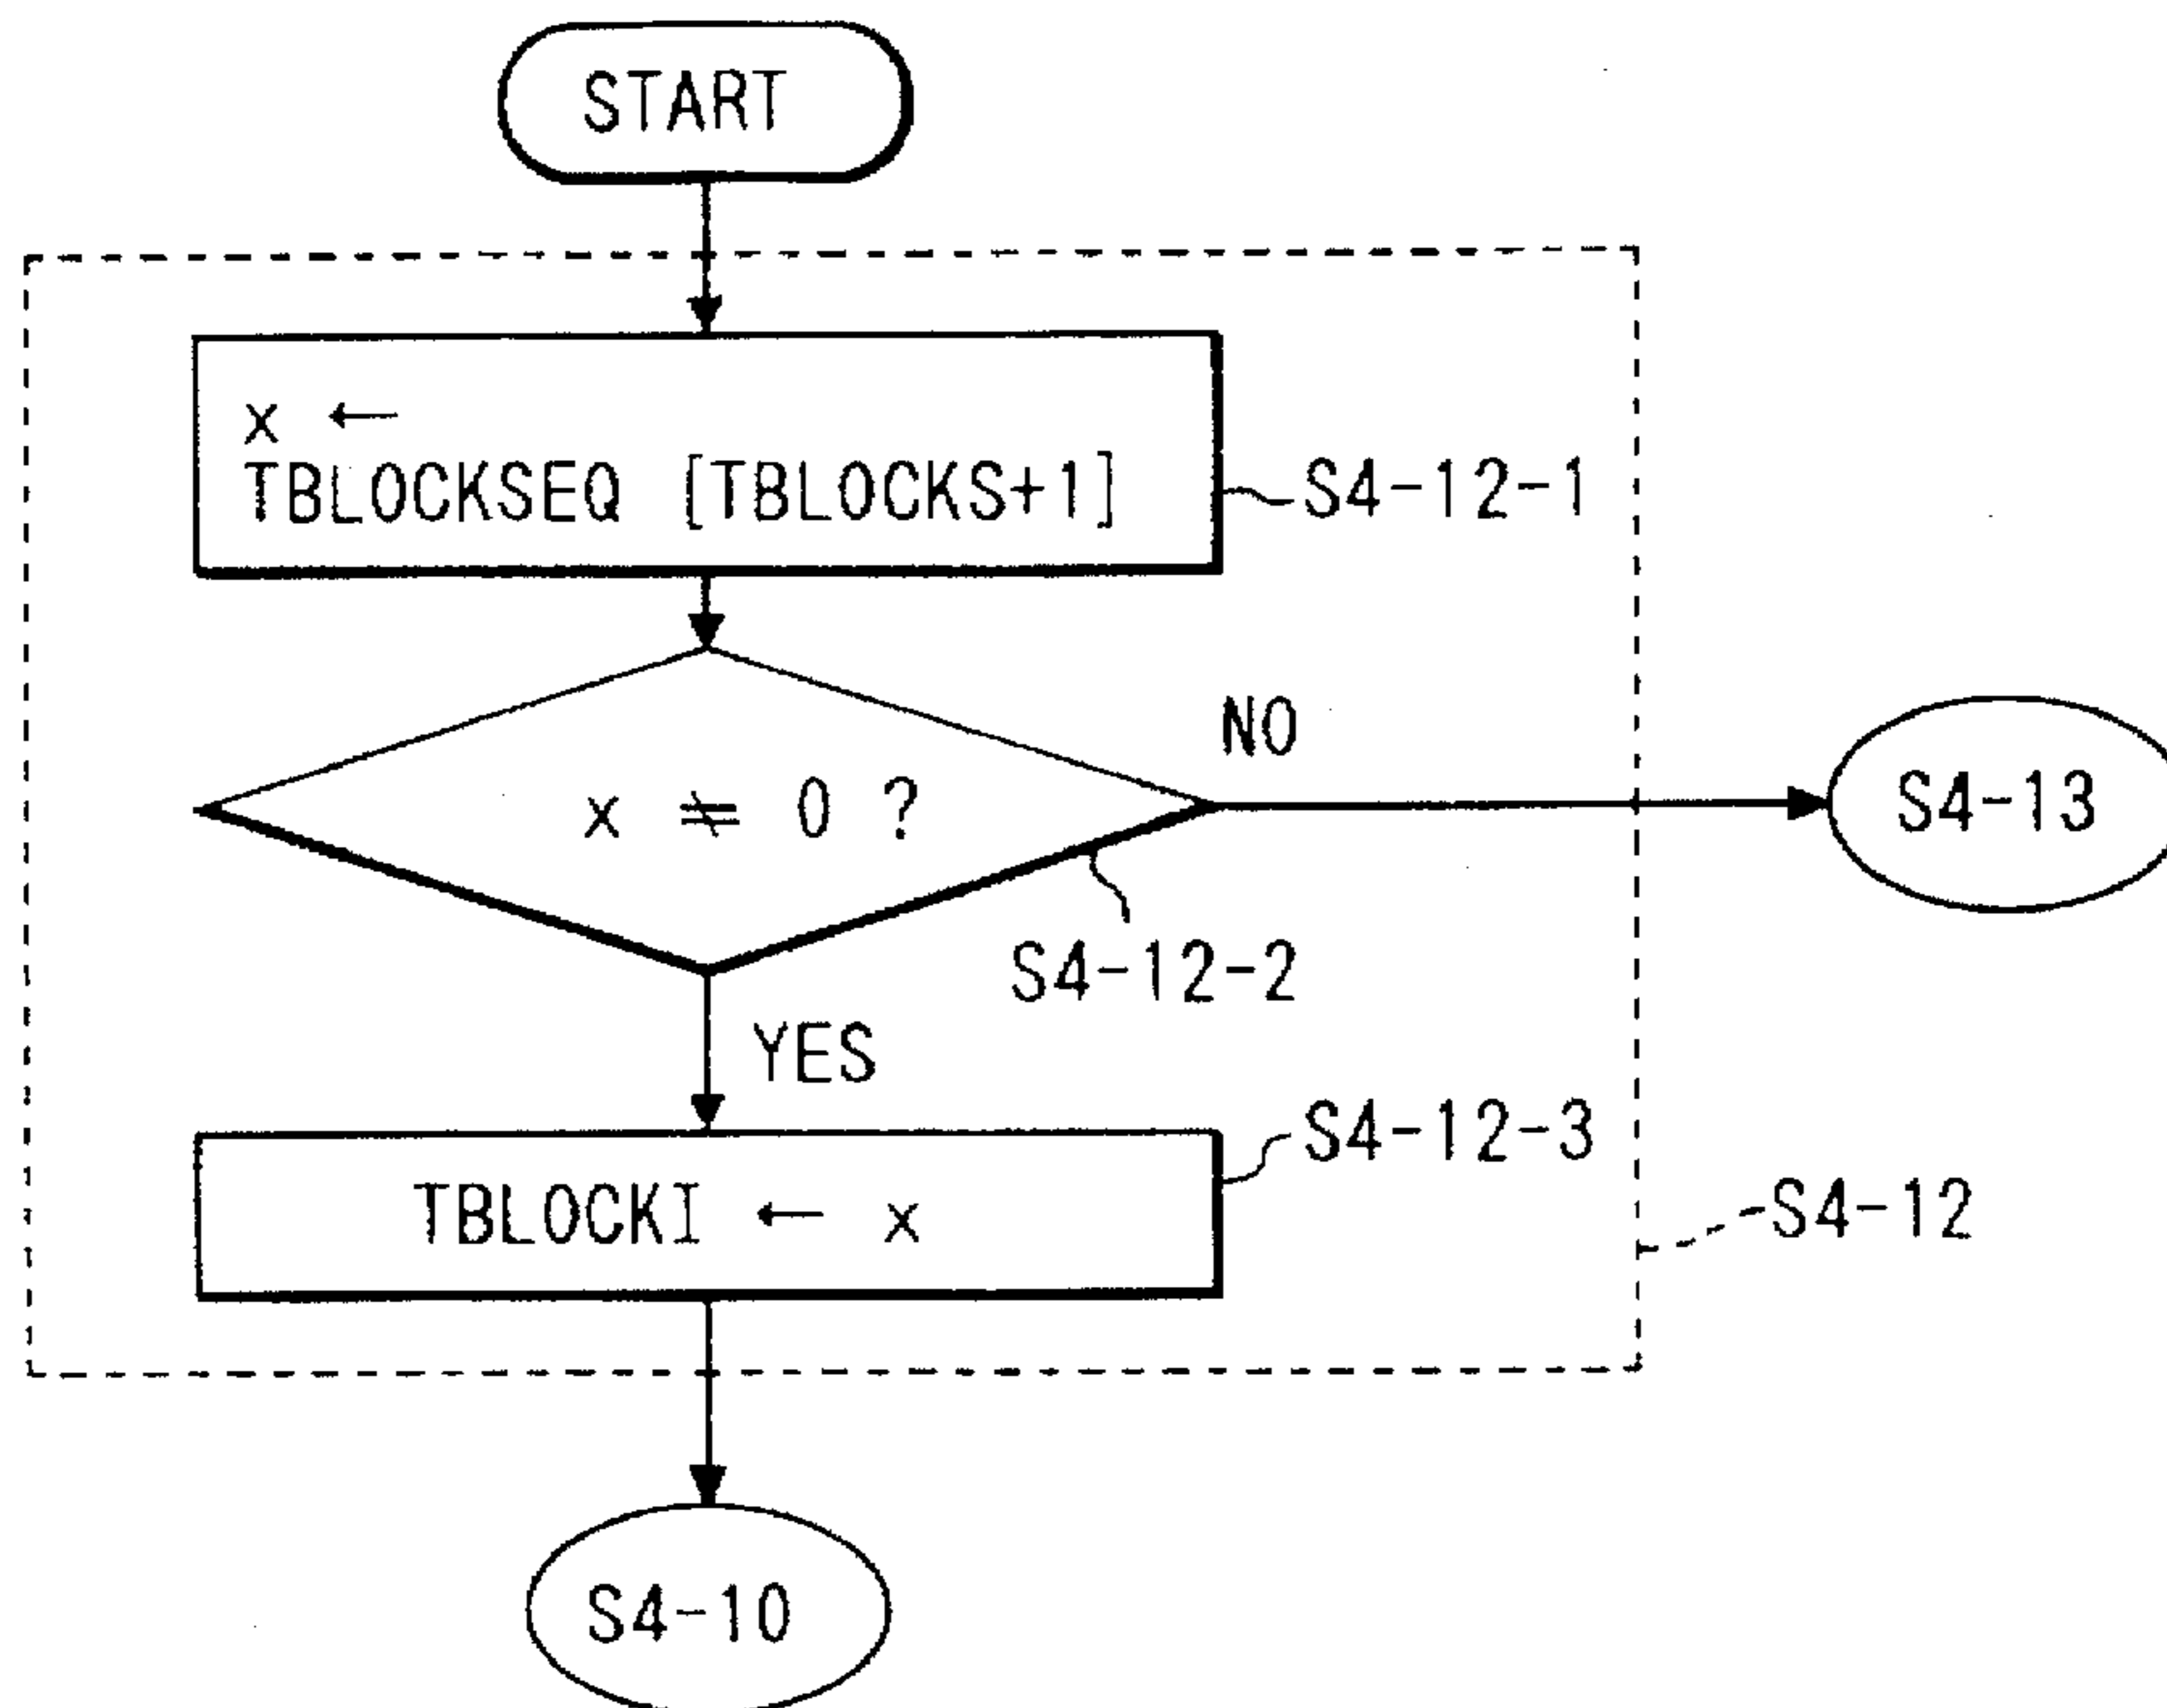 START
x ←
TBLOCKSEQ [TBLOCKS+1]
S4-12-1
x ≠ 0 ?
NO
S4-13
S4-12-2
YES
S4-12-3
TBLOCKI ← x
S4-12
S4-10